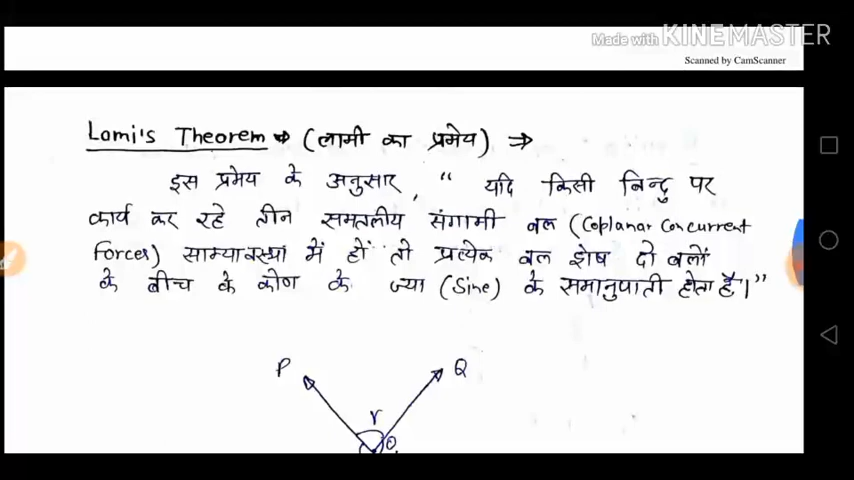 Made with KINEMASTER
Scanned by CamScanner
Lami's Theorem → (लामी का प्रमेय) ⇒
इस प्रमेय के अनुसार, “ यदि किसी बिन्दु पर
कार्य कर रहे तीन समतलीय संगामी बल (Coplanar Concurrent
Forces) साम्यावस्था में हों तो प्रत्येक बल शेष दो बलों
के बीच के कोण के ज्या (Sine) के समानुपाती होता है।”
P Q
γ
O